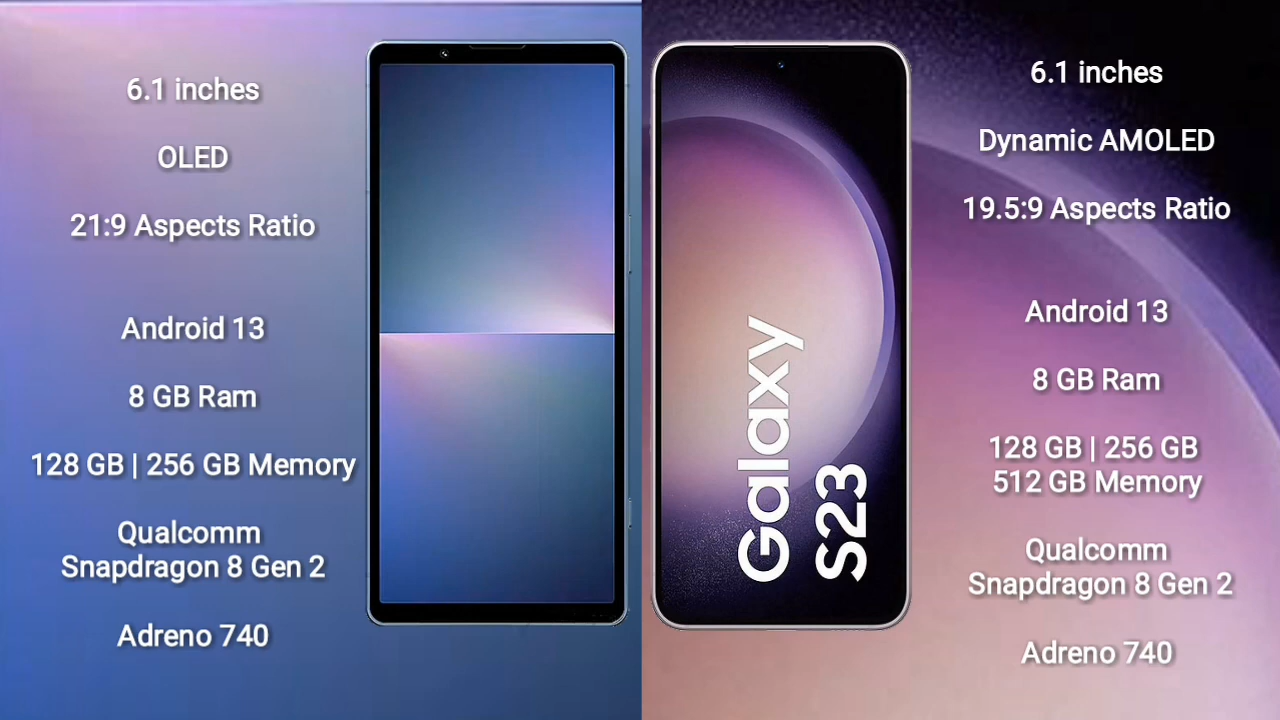 6.1 inches
OLED
21:9 Aspects Ratio
Android 13
8 GB Ram
128 GB | 256 GB Memory
Qualcomm
Snapdragon 8 Gen 2
Adreno 740
Galaxy
S23
6.1 inches
Dynamic AMOLED
19.5:9 Aspects Ratio
Android 13
8 GB Ram
128 GB | 256 GB
512 GB Memory
Qualcomm
Snapdragon 8 Gen 2
Adreno 740